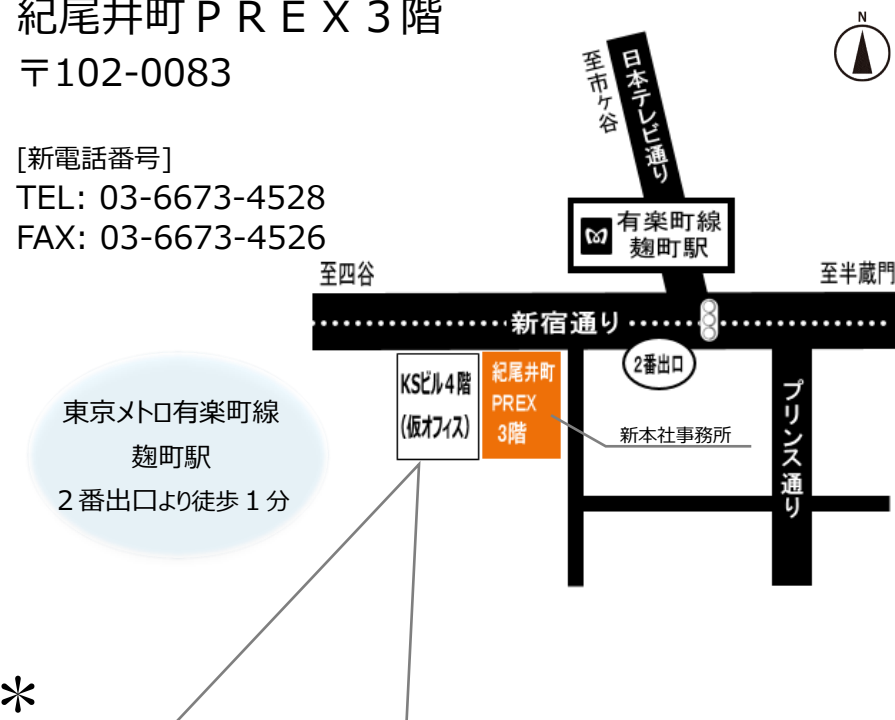 紀尾井町ＰＲＥＸ３階
〒102-0083
[新電話番号]
TEL: 03-6673-4528
FAX: 03-6673-4526
N
至市ケ谷
日本テレビ通り
有楽町線
麹町駅
至四谷
至半蔵門
新宿通り
2番出口
KSビル4階
(仮オフィス)
紀尾井町
PREX
3階
新本社事務所
プリンス通り
東京メトロ有楽町線
麹町駅
２番出口より徒歩１分
＊